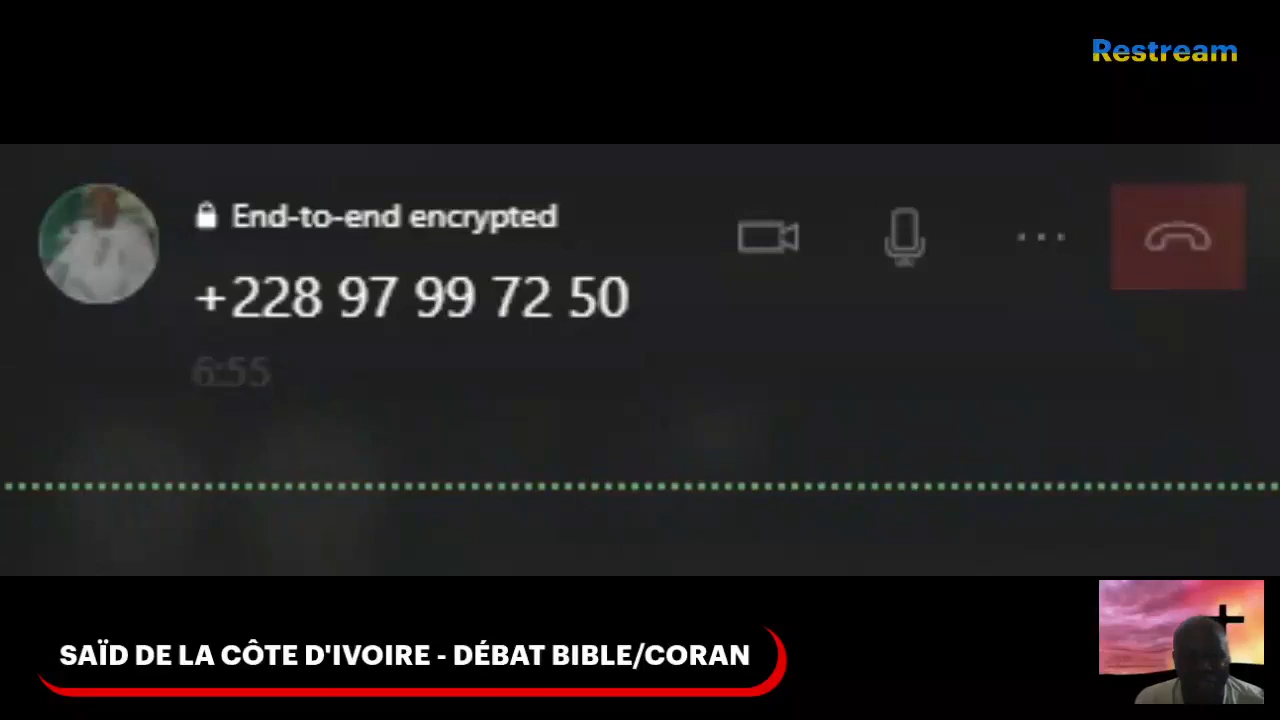 Restream
End-to-end encrypted
+228 97 99 72 50
6:55
SAÏD DE LA CÔTE D'IVOIRE - DÉBAT BIBLE/CORAN